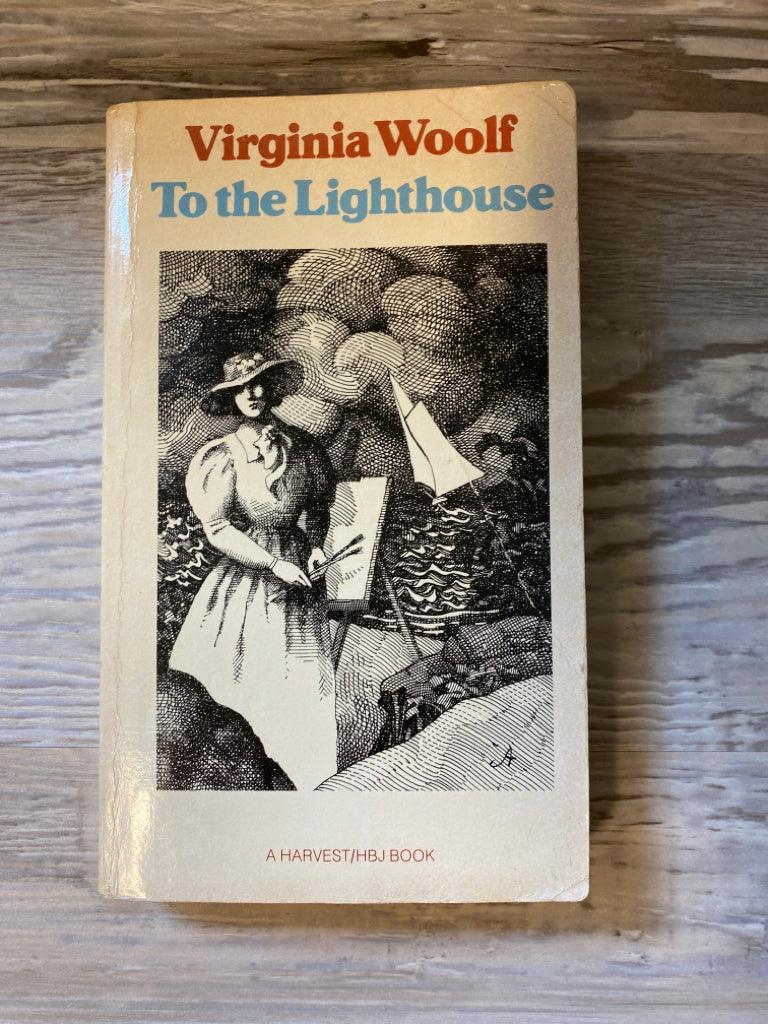 Virginia Woolf
To the Lighthouse
A
A HARVEST/HBJ BOOK